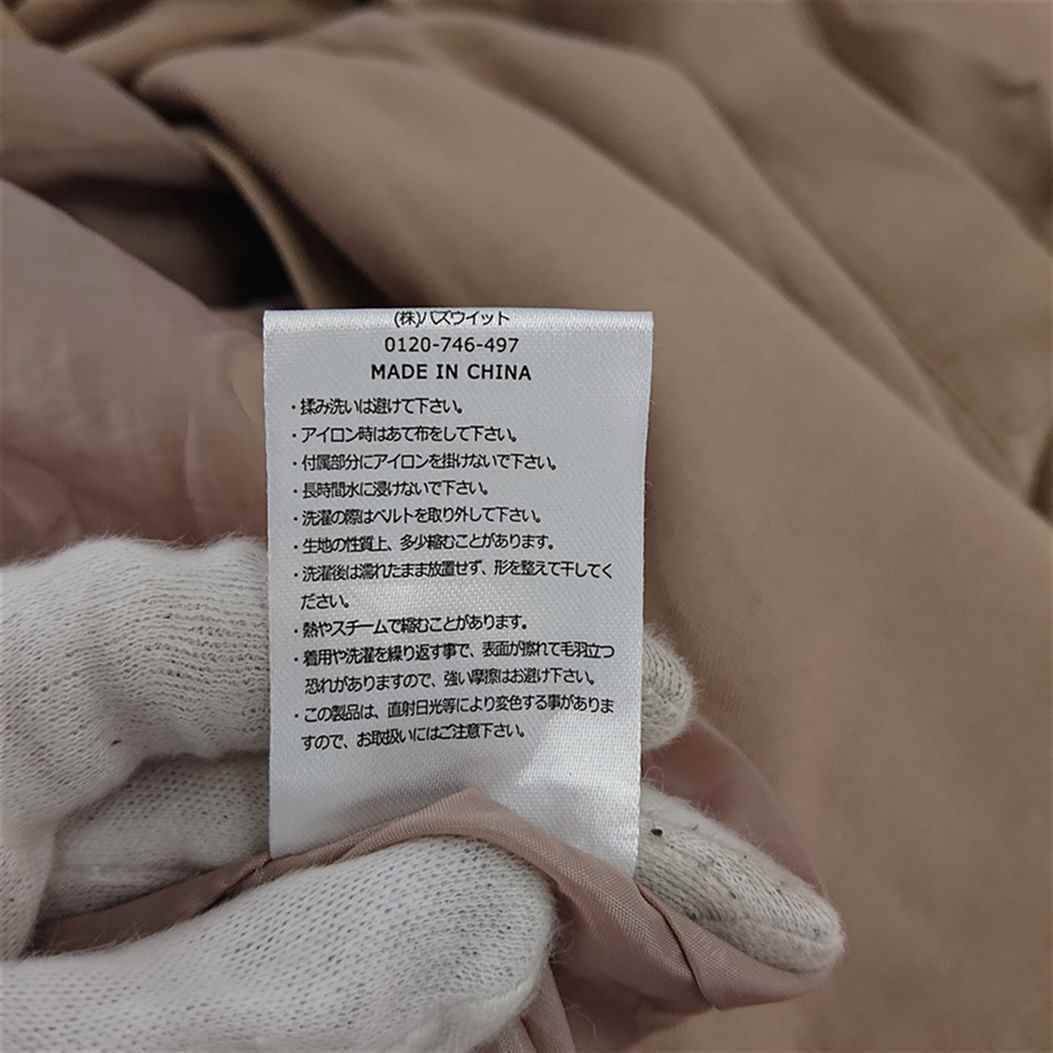 (株)バズウイット
0120-746-497
MADE IN CHINA
・揉み洗いは避けて下さい。
・アイロン時はあて布をして下さい。
・付属部分にアイロンを掛けないで下さい。
・長時間水に浸けないで下さい。
・洗濯の際はベルトを取り外して下さい。
・生地の性質上、多少縮むことがあります。
・洗濯後は濡れたまま放置せず、形を整えて干してく
ださい。
・熱やスチームで縮むことがあります。
・着用や洗濯を繰り返す事で、表面が擦れて毛羽立つ
恐れがありますので、強い摩擦はお避け下さい。
・この製品は、直射日光等により変色する事がありま
すので、お取扱いにはご注意下さい。